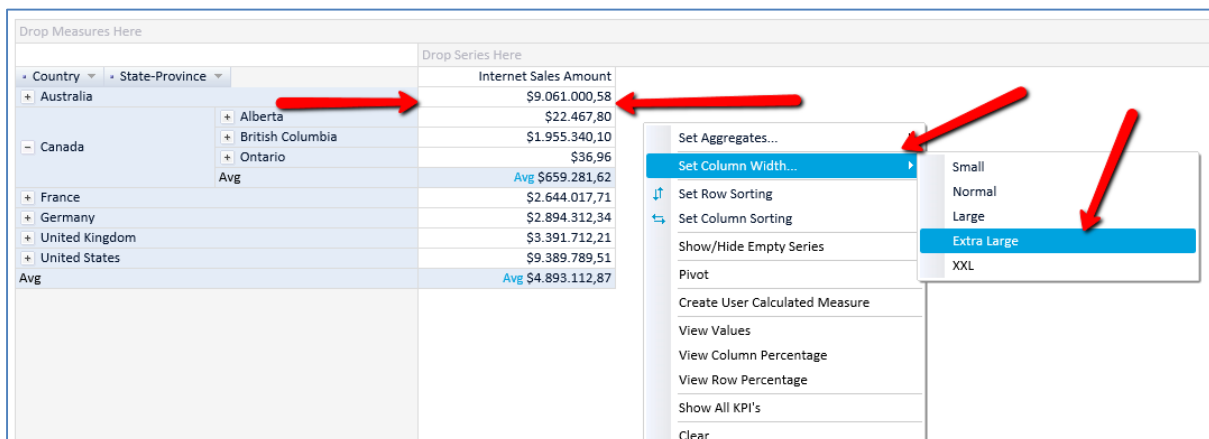 Drop Measures Here
Drop Series Here
Country State-Province Internet Sales Amount
+ Australia $9.061.000,58
+ Alberta $22.467,80
+ British Columbia $1.955.340,10
− Canada
+ Ontario $36,96
Avg Avg $659.281,62
+ France $2.644.017,71
+ Germany $2.894.312,34
+ United Kingdom $3.391.712,21
+ United States $9.389.789,51
Avg Avg $4.893.112,87
Set Aggregates...
Set Column Width...
Set Row Sorting
Set Column Sorting
Show/Hide Empty Series
Pivot
Create User Calculated Measure
View Values
View Column Percentage
View Row Percentage
Show All KPI's
Clear
Small
Normal
Large
Extra Large
XXL